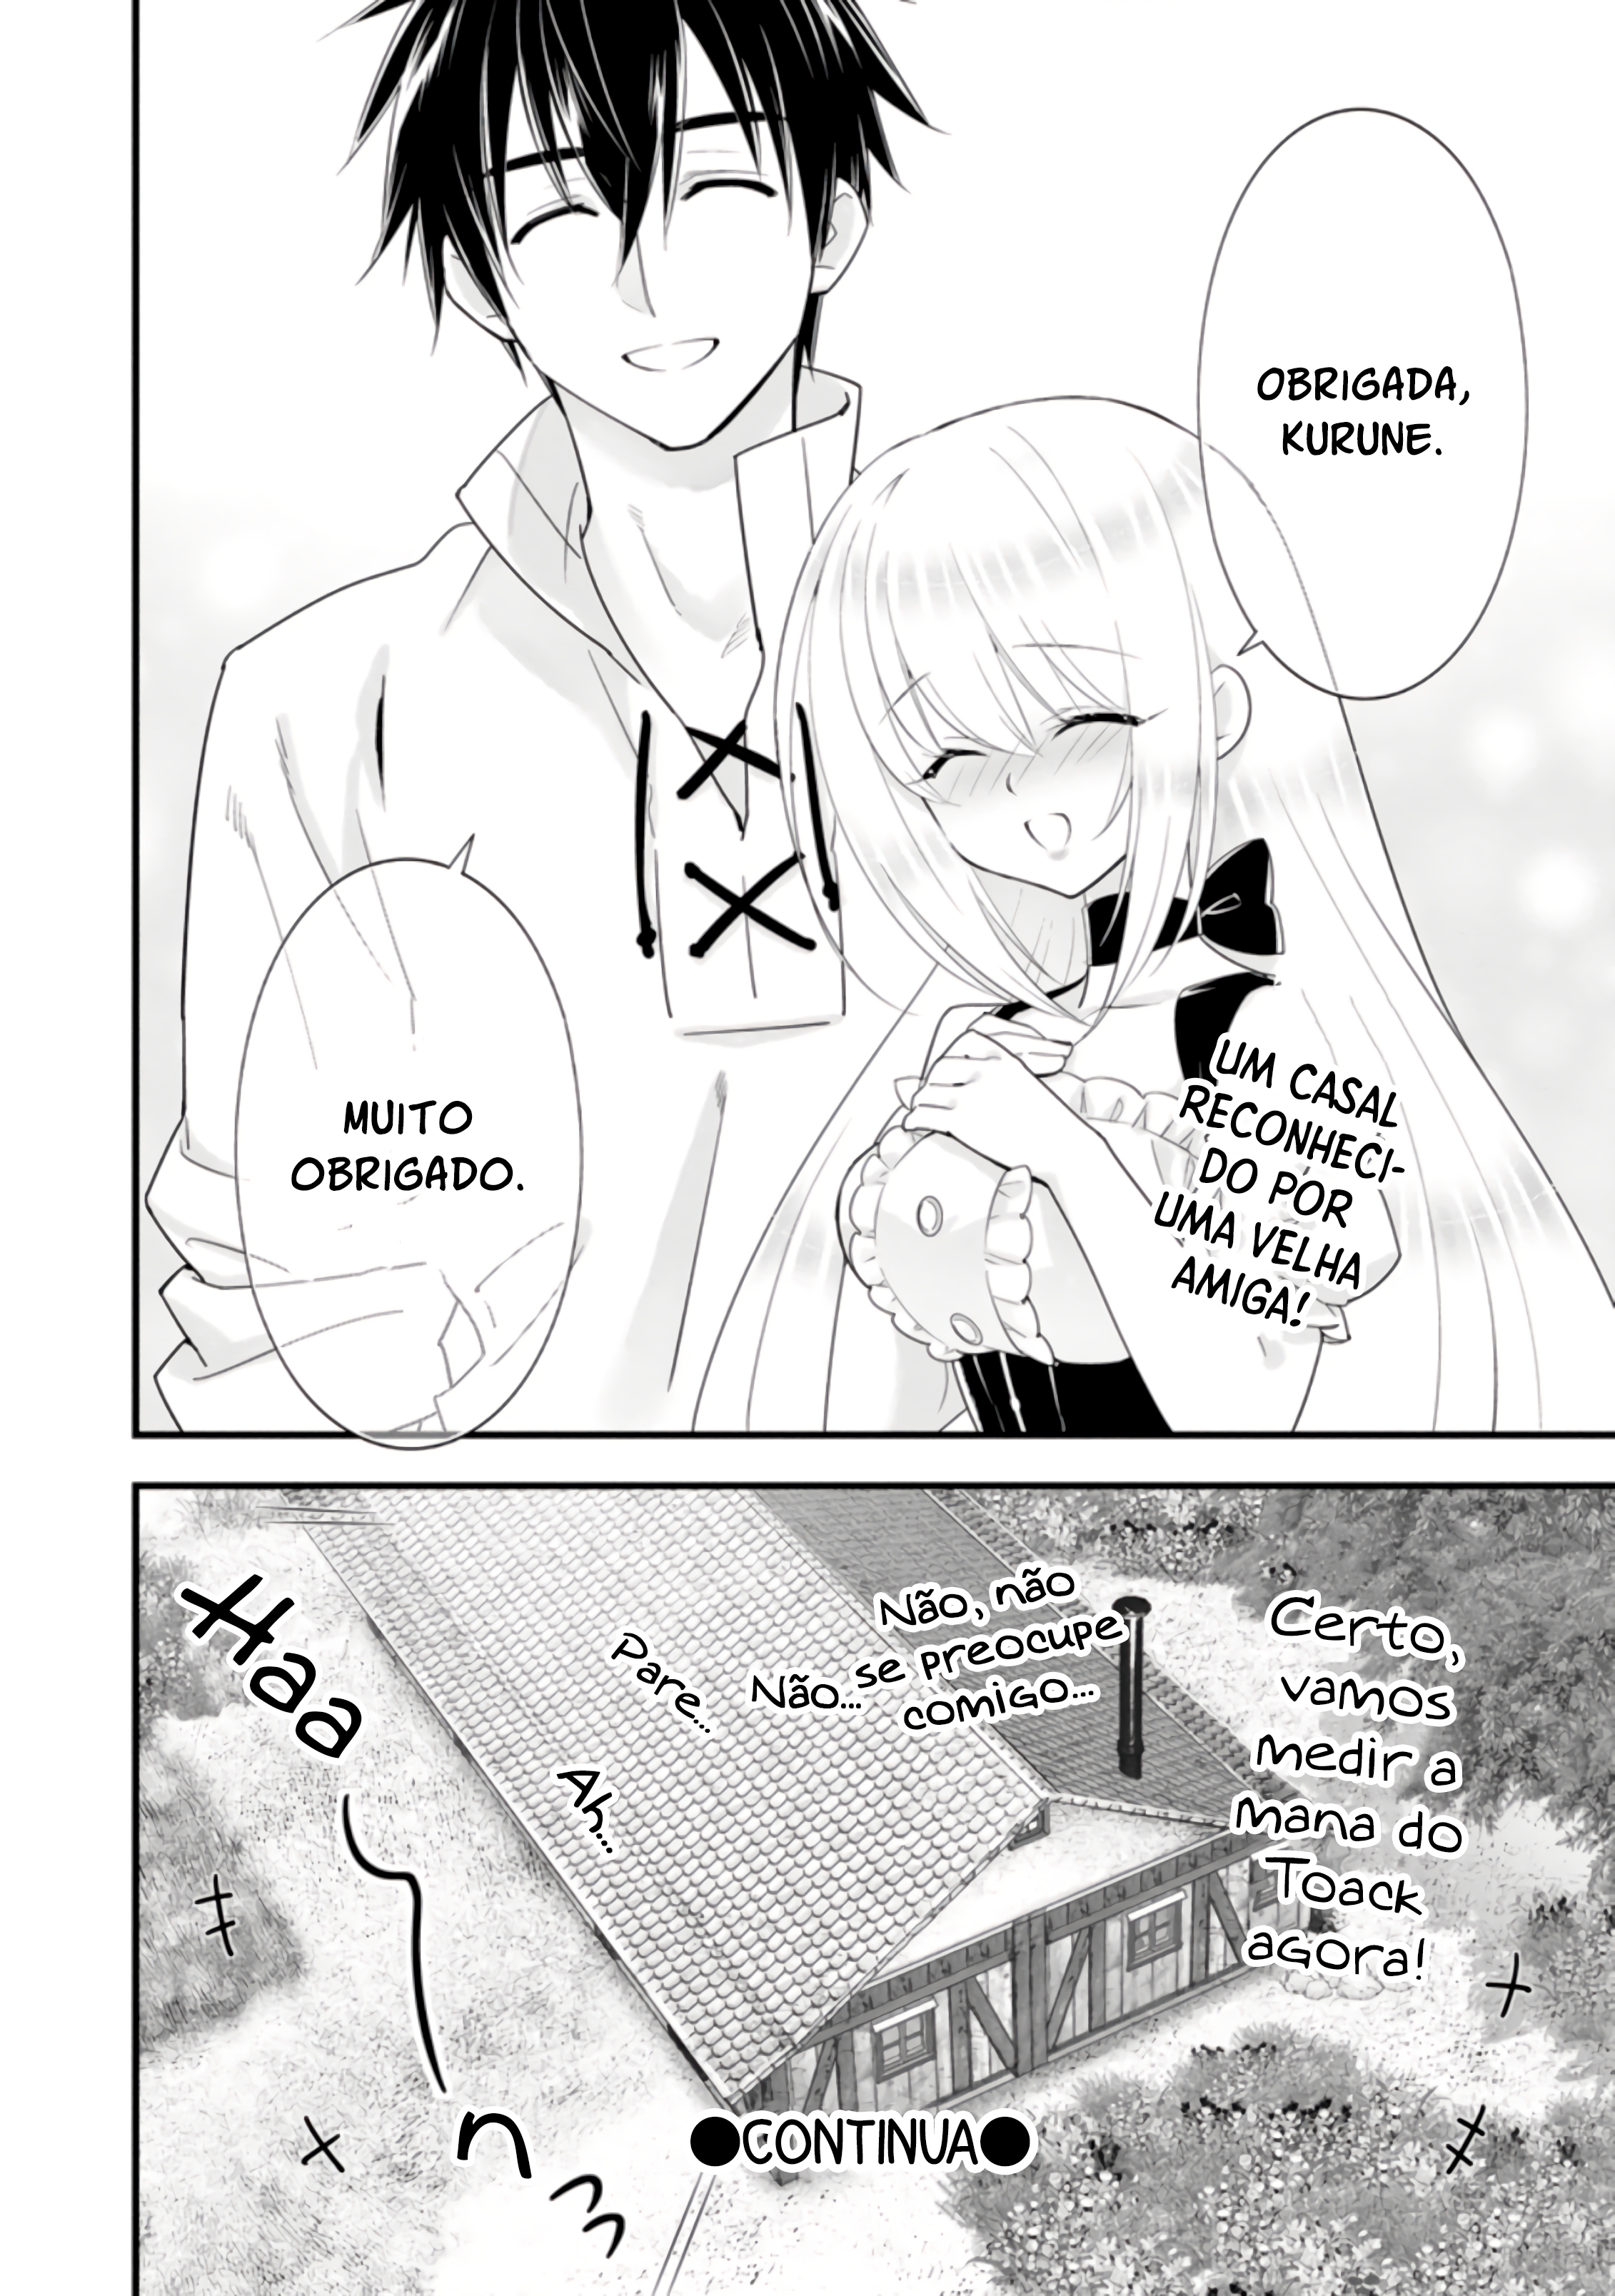 OBRIGADA,
KURUNE.
MUITO
OBRIGADO.
UM CASAL
RECONHECI-
DO POR
UMA VELHA
AMIGA!
Certo,
vamos
medir a
mana do
Toack
agora!
Não, não
se preocupe
comigo...
Não...
Pare...
Ah...
Haa
n
●CONTINUA●